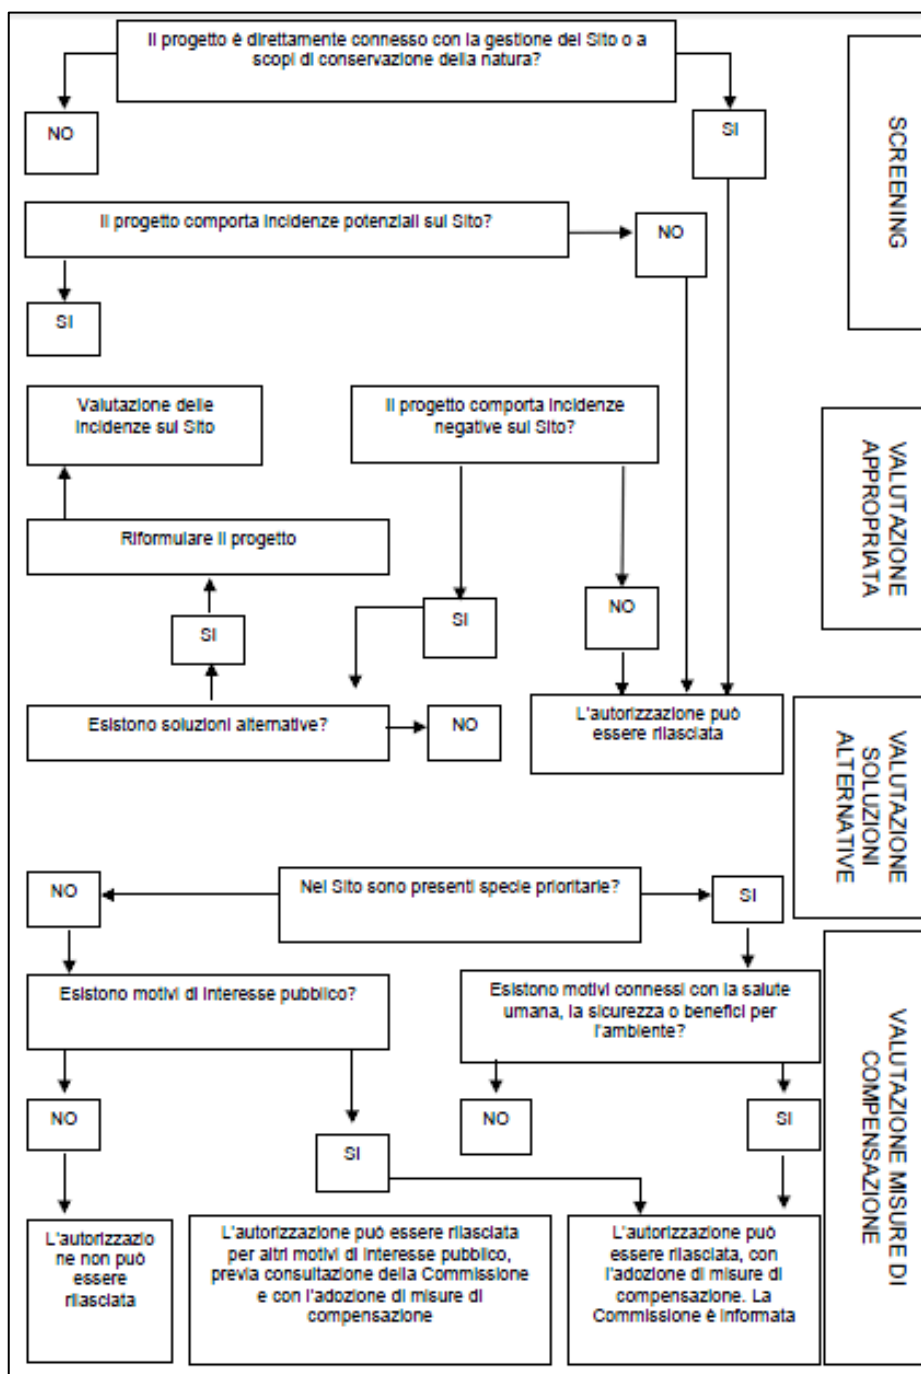 Il progetto è direttamente connesso con la gestione del Sito o a
scopi di conservazione della natura?
NO
SI
SCREENING
Il progetto comporta incidenze potenziali sul Sito?
NO
SI
Valutazione delle
incidenze sul Sito
Il progetto comporta incidenze
negative sul Sito?
VALUTAZIONE
APPROPRIATA
Riformulare il progetto
SI
SI
NO
Esistono soluzioni alternative?
NO
L'autorizzazione può
essere rilasciata
VALUTAZIONE
SOLUZIONI
ALTERNATIVE
NO
Nel Sito sono presenti specie prioritarie?
SI
Esistono motivi di interesse pubblico?
Esistono motivi connessi con la salute
umana, la sicurezza o benefici per
l'ambiente?
VALUTAZIONE MISURE DI
COMPENSAZIONE
NO
SI
NO
SI
L'autorizzazio
ne non può
essere
rilasciata
L'autorizzazione può essere rilasciata
per altri motivi di interesse pubblico,
previa consultazione della Commissione
e con l'adozione di misure di
compensazione
L'autorizzazione può
essere rilasciata, con
l'adozione di misure di
compensazione. La
Commissione è informata